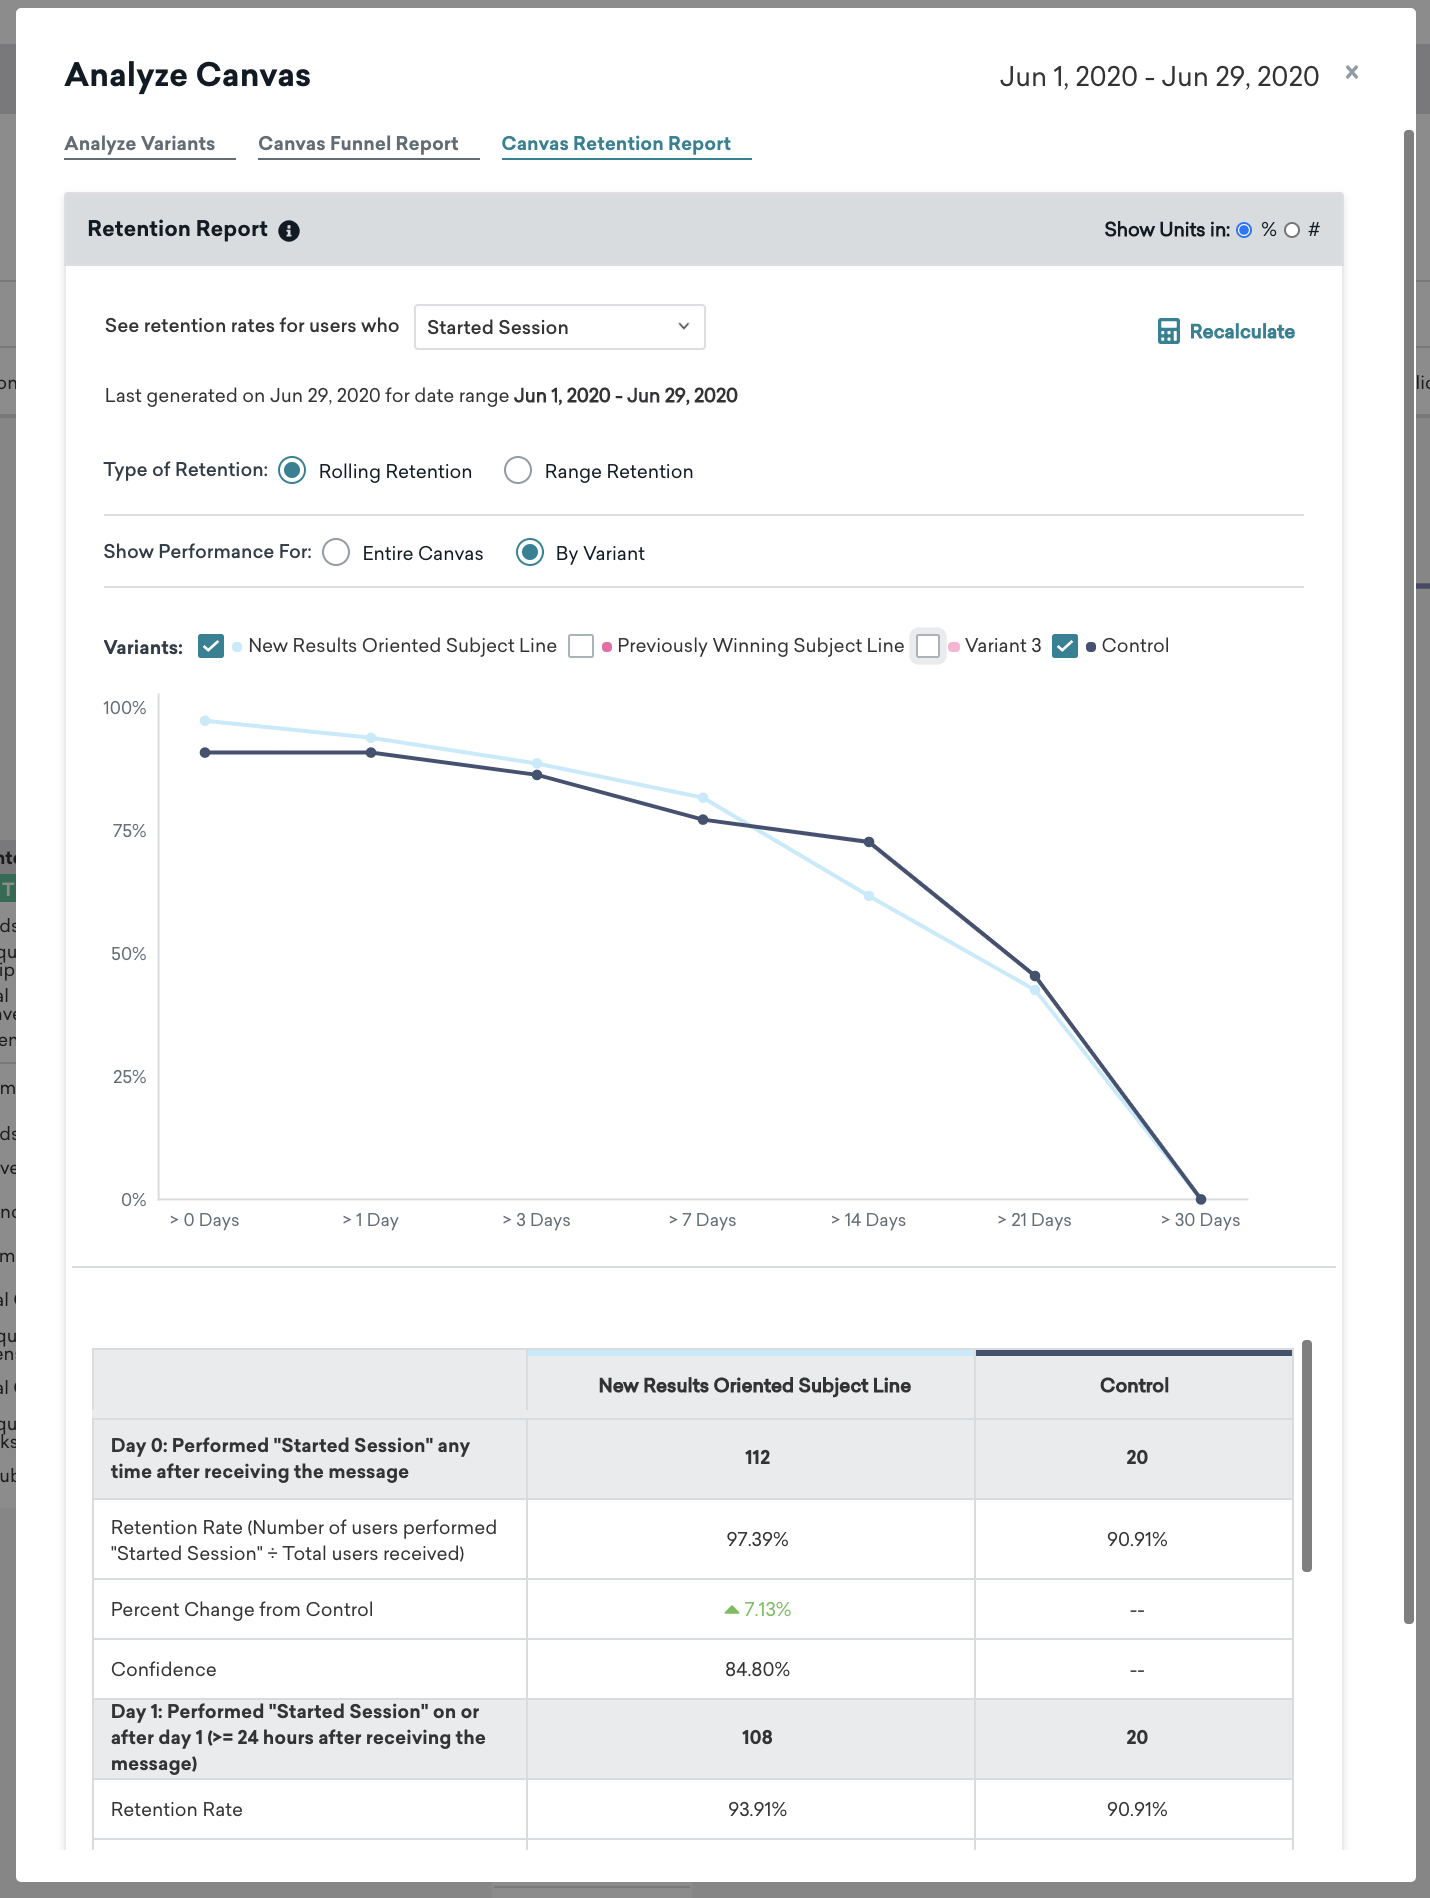 Analyze Canvas
Jun 1, 2020 - Jun 29, 2020
×
Analyze Variants
Canvas Funnel Report
Canvas Retention Report
Retention Report
Show Units in: % #
See retention rates for users who
Started Session
Recalculate
Last generated on Jun 29, 2020 for date range Jun 1, 2020 - Jun 29, 2020
Type of Retention: Rolling Retention Range Retention
Show Performance For: Entire Canvas By Variant
Variants: New Results Oriented Subject Line Previously Winning Subject Line Variant 3 Control
100%
75%
50%
25%
0%
> 0 Days > 1 Day > 3 Days > 7 Days > 14 Days > 21 Days > 30 Days
New Results Oriented Subject Line Control
Day 0: Performed "Started Session" any
time after receiving the message
112 20
Retention Rate (Number of users performed
"Started Session" ÷ Total users received)
97.39% 90.91%
Percent Change from Control 7.13% --
Confidence 84.80% --
Day 1: Performed "Started Session" on or
after day 1 (>= 24 hours after receiving the
message)
108 20
Retention Rate 93.91% 90.91%